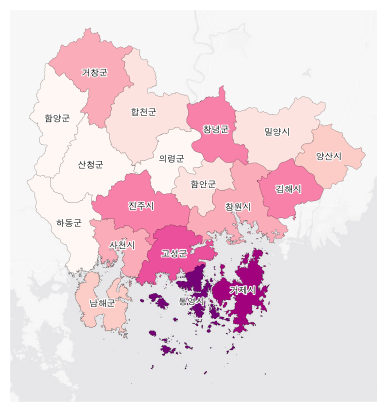 거창군
함양군
합천군
창녕군
밀양시
양산시
산청군
의령군
함안군
김해시
창원시
진주시
하동군
사천시
고성군
거제시
통영시
남해군